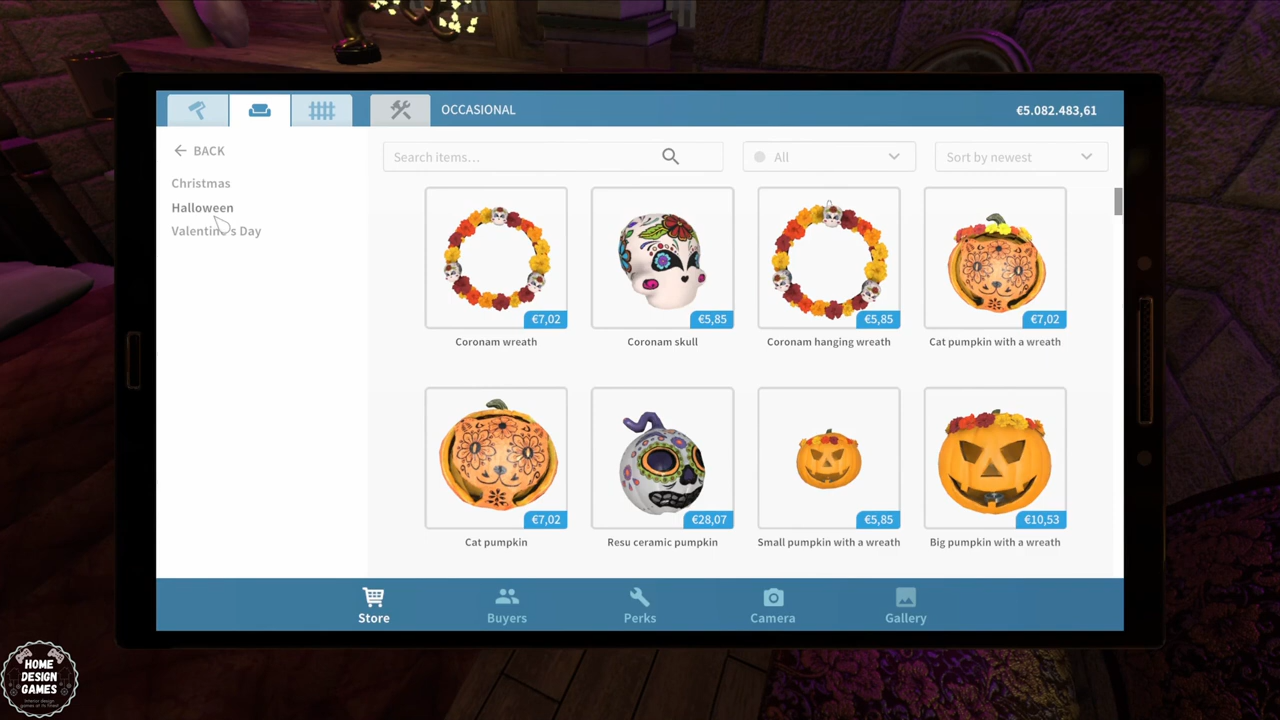 OCCASIONAL
€5.082.483,61
BACK
Christmas
Halloween
Valentine's Day
Search items...
All
Sort by newest
€7,02
€5,85
€5,85
€7,02
Coronam wreath
Coronam skull
Coronam hanging wreath
Cat pumpkin with a wreath
€7,02
€28,07
€5,85
€10,53
Cat pumpkin
Resu ceramic pumpkin
Small pumpkin with a wreath
Big pumpkin with a wreath
Store
Buyers
Perks
Camera
Gallery
HOME
DESIGN
GAMES